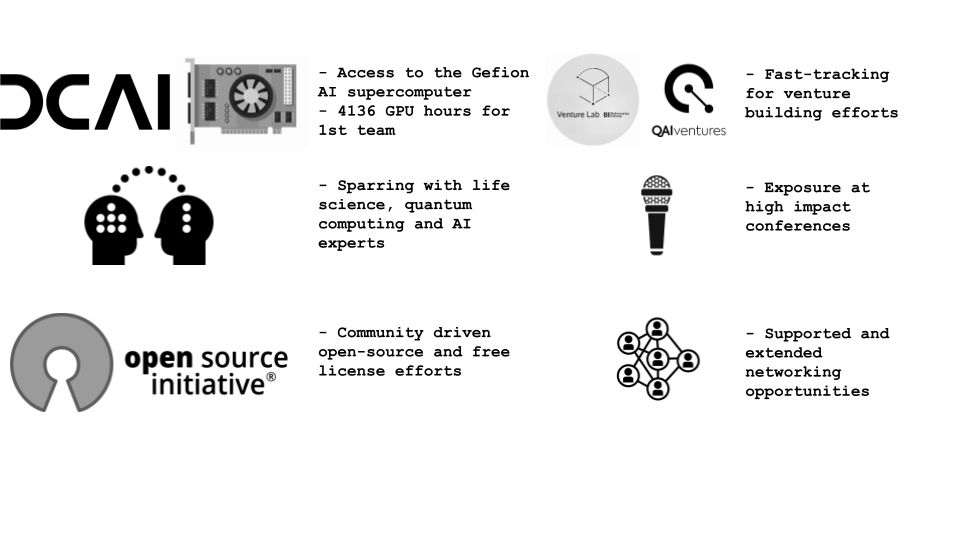 DCAI
- Access to the Gefion
AI supercomputer
- 4136 GPU hours for
1st team
Venture Lab BI
QAIventures
- Fast-tracking
for venture
building efforts
- Sparring with life
science, quantum
computing and AI
experts
- Exposure at
high impact
conferences
open source
initiative®
- Community driven
open-source and free
license efforts
- Supported and
extended
networking
opportunities